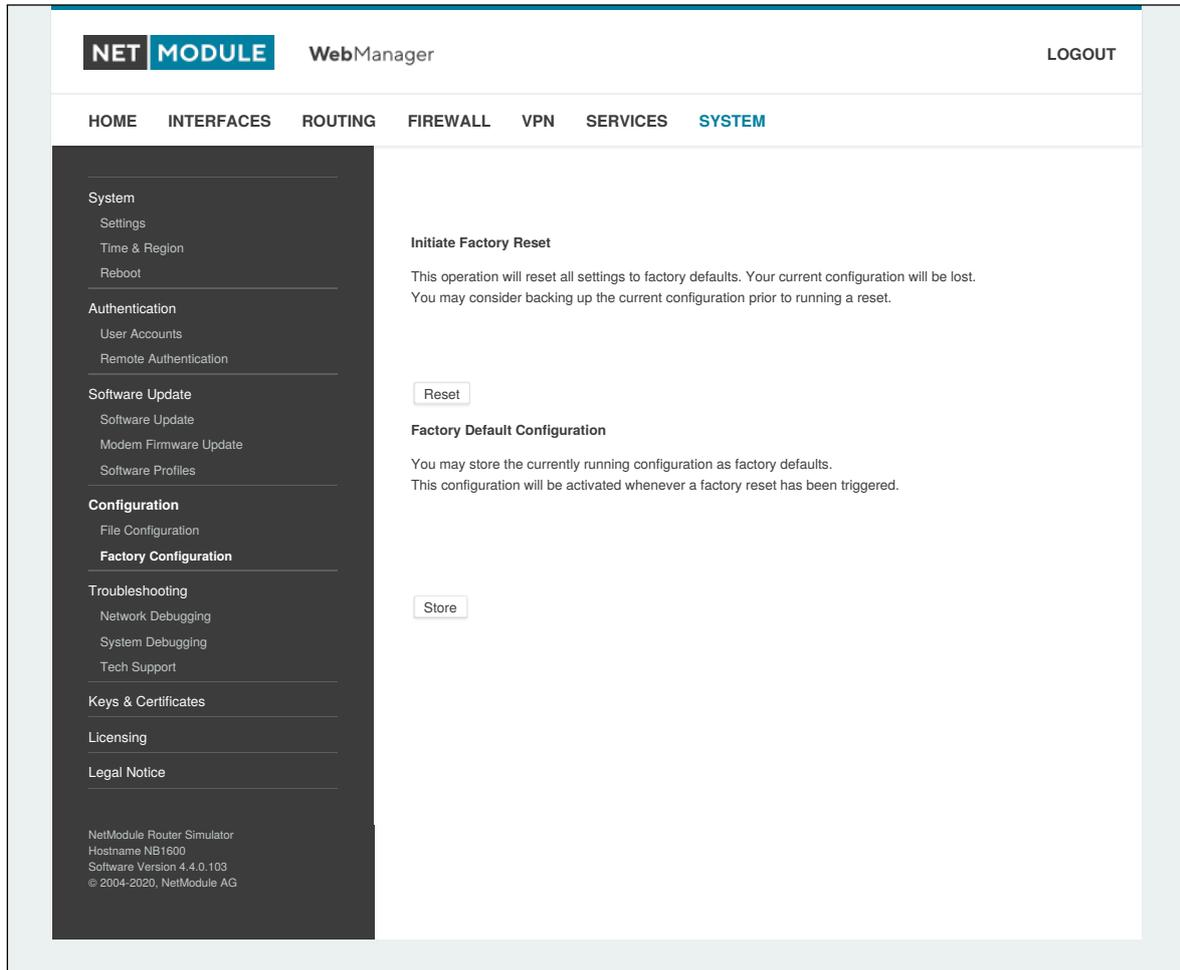 NET MODULE WebManager LOGOUT
HOME INTERFACES ROUTING FIREWALL VPN SERVICES SYSTEM
System
Settings
Time & Region
Reboot
Authentication
User Accounts
Remote Authentication
Software Update
Software Update
Modem Firmware Update
Software Profiles
Configuration
File Configuration
Factory Configuration
Troubleshooting
Network Debugging
System Debugging
Tech Support
Keys & Certificates
Licensing
Legal Notice
NetModule Router Simulator
Hostname NB1600
Software Version 4.4.0.103
© 2004-2020, NetModule AG
Initiate Factory Reset
This operation will reset all settings to factory defaults. Your current configuration will be lost.
You may consider backing up the current configuration prior to running a reset.
Reset
Factory Default Configuration
You may store the currently running configuration as factory defaults.
This configuration will be activated whenever a factory reset has been triggered.
Store